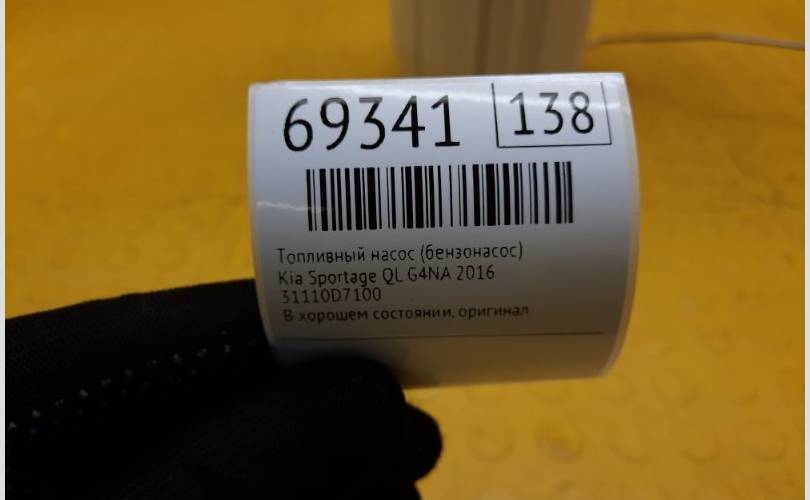 69341 138
Топливный насос (бензонасос)
Kia Sportage QL G4NA 2016
31110D7100
В хорошем состоянии, оригинал